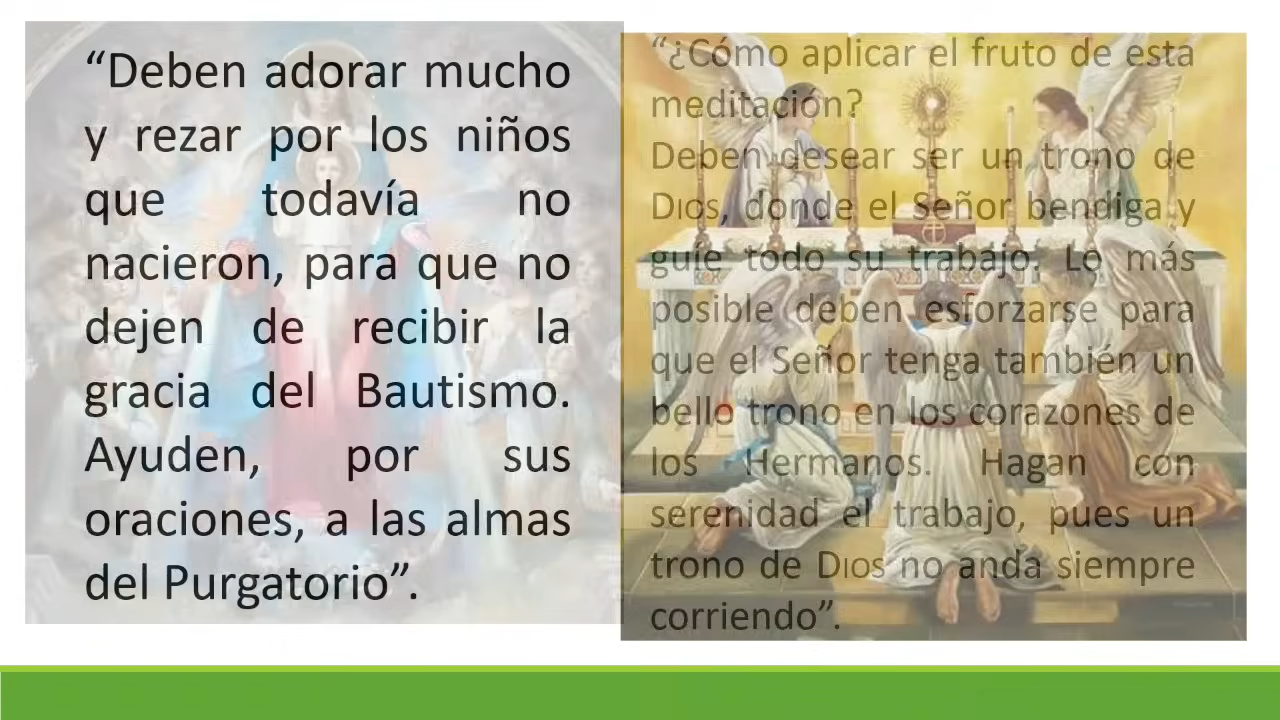 “Deben adorar mucho
y rezar por los niños
que todavía no
nacieron, para que no
dejen de recibir la
gracia del Bautismo.
Ayuden, por sus
oraciones, a las almas
del Purgatorio”.
“¿Cómo aplicar el fruto de esta
meditación?
Deben desear ser un trono de
Dios, donde el Señor bendiga y
guíe todo su trabajo. Lo más
posible deben esforzarse para
que el Señor tenga también un
bello trono en los corazones de
los Hermanos. Hagan con
serenidad el trabajo, pues un
trono de Dios no anda siempre
corriendo”.